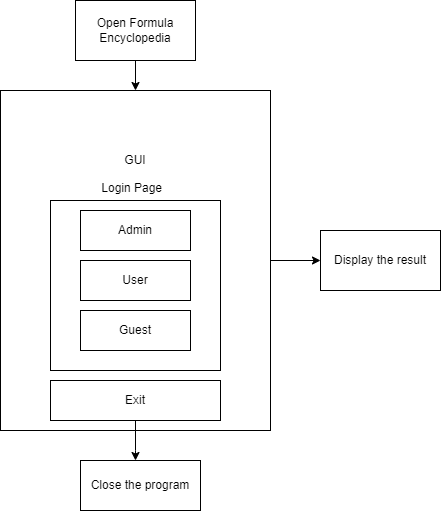 Open Formula
Encyclopedia
GUI
Login Page
Admin
User
Guest
Display the result
Exit
Close the program